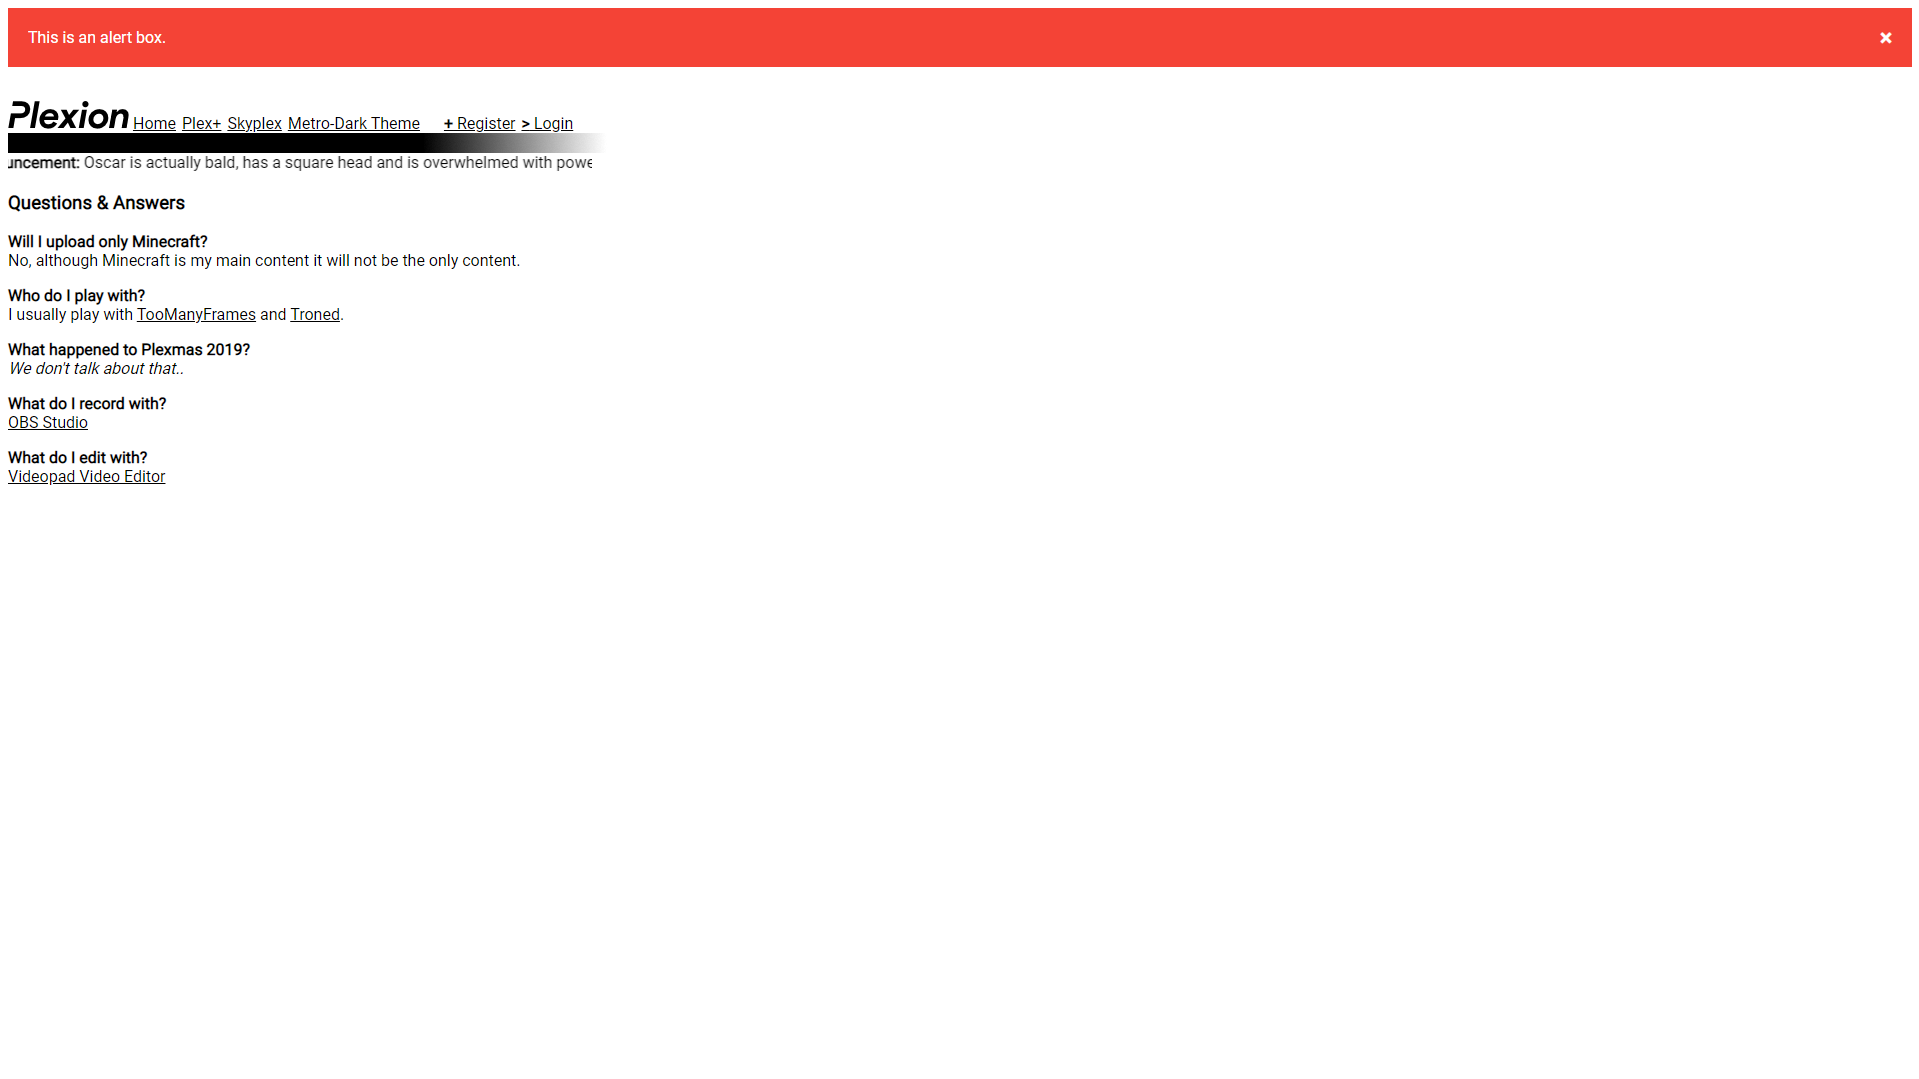 This is an alert box. ×
Plexion Home Plex+ Skyplex Metro-Dark Theme + Register > Login
uncement: Oscar is actually bald, has a square head and is overwhelmed with powe
Questions & Answers
Will I upload only Minecraft?
No, although Minecraft is my main content it will not be the only content.
Who do I play with?
I usually play with TooManyFrames and Troned.
What happened to Plexmas 2019?
We don't talk about that..
What do I record with?
OBS Studio
What do I edit with?
Videopad Video Editor